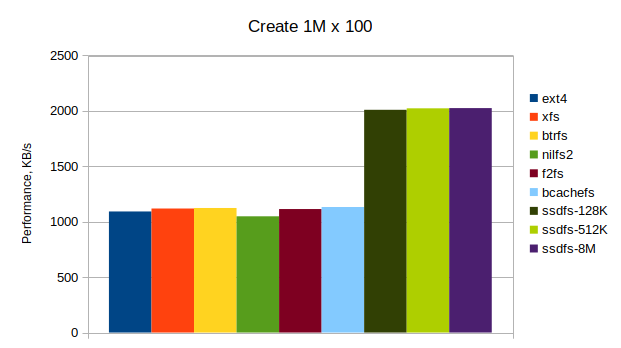 Create 1M x 100
2500
2000
1500
1000
500
0
Performance, KB/s
ext4
xfs
btrfs
nilfs2
f2fs
bcachefs
ssdfs-128K
ssdfs-512K
ssdfs-8M